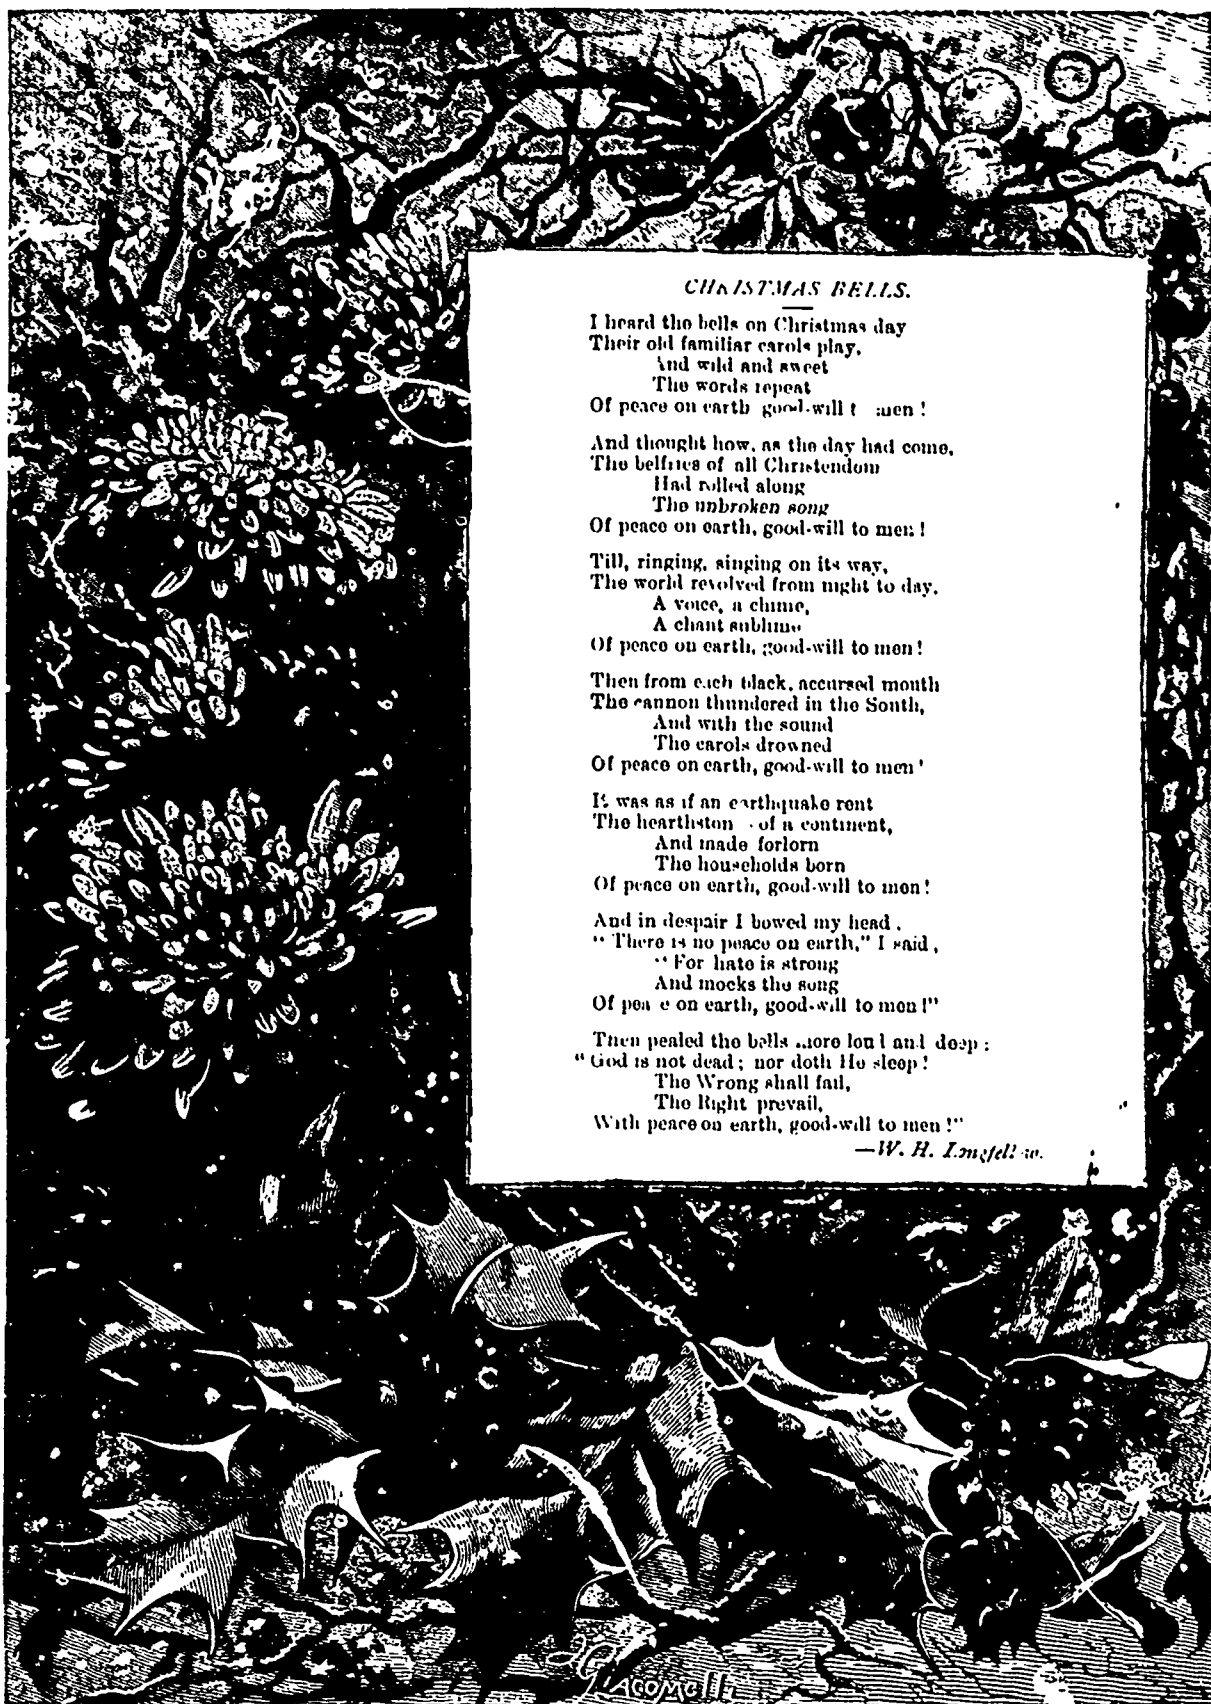 CHRISTMAS BELLS.
I heard the bells on Christmas day
Their old familiar carols play,
And wild and sweet
The words repeat
Of peace on earth good-will t men!
And thought how, as the day had come,
The belfries of all Christendom
Had rolled along
The unbroken song
Of peace on earth, good-will to men!
Till, ringing, singing on its way,
The world revolved from night to day,
A voice, a chime,
A chant sublime
Of peace on earth, good-will to men!
Then from each black, accursed mouth
The cannon thundered in the South,
And with the sound
The carols drowned
Of peace on earth, good-will to men!
It was as if an earthquake rent
The hearthston of a continent,
And made forlorn
The households born
Of peace on earth, good-will to men!
And in despair I bowed my head.
"There is no peace on earth," I said,
"For hate is strong
And mocks the song
Of peace on earth, good-will to men!"
Then pealed the bells more loud and deep:
"God is not dead; nor doth He sleep!
The Wrong shall fail,
The Right prevail,
With peace on earth, good-will to men!"
—W. H. Longfellow.
Giacomelli